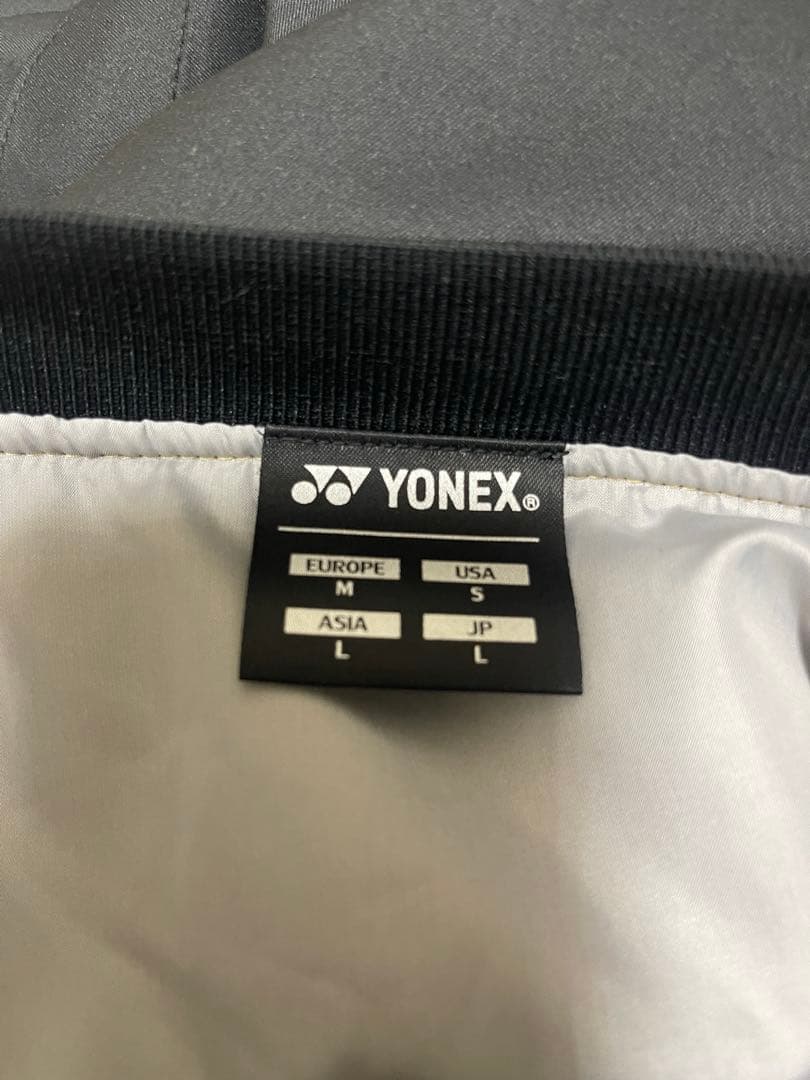 YONEX®
EUROPE USA
M S
ASIA JP
L L